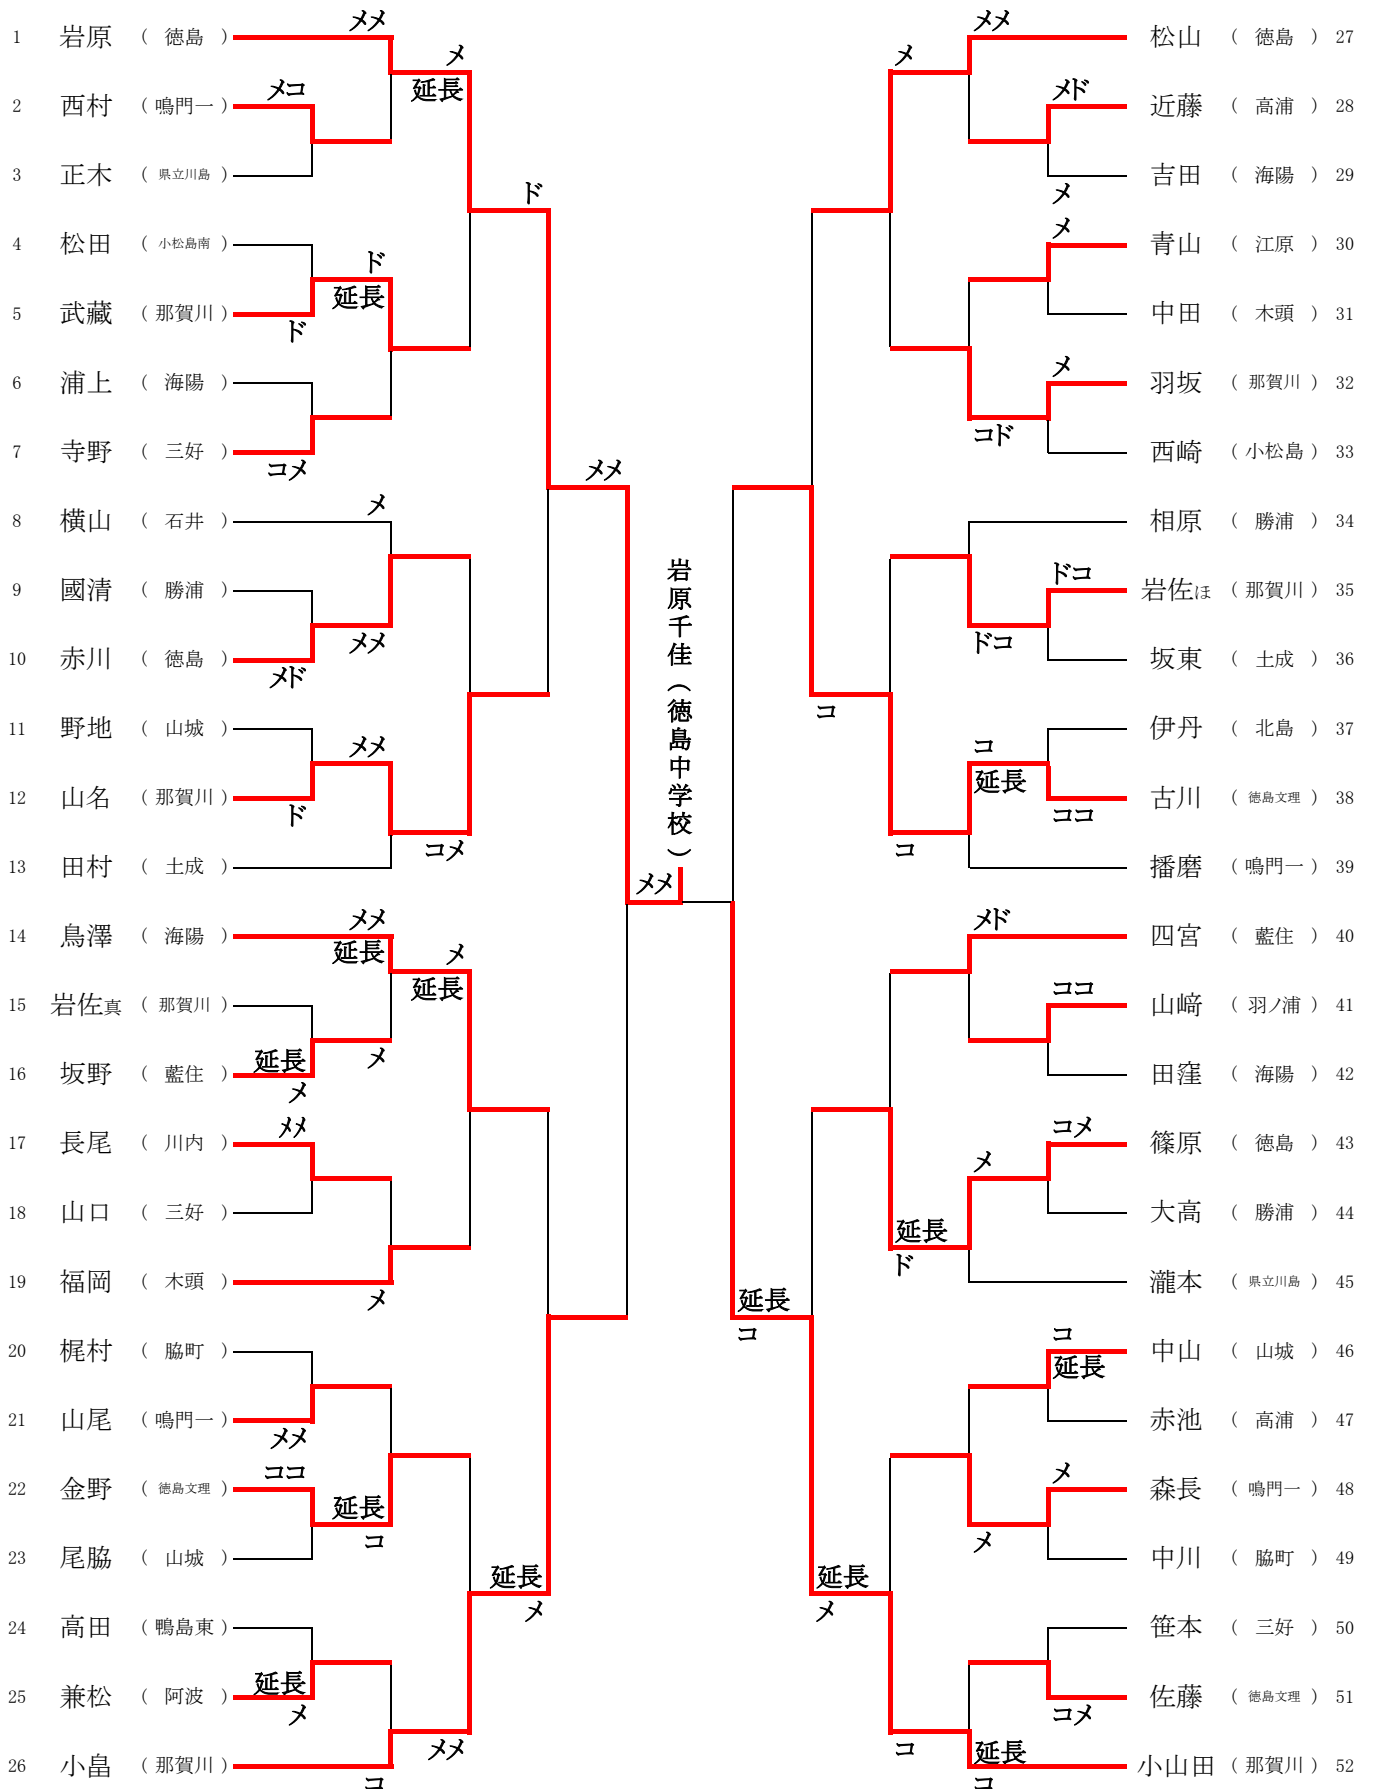 1 岩原 （ 徳島 ） メメ
メ
延長
2 西村 （ 鳴門一 ） メコ
3 正木 （ 県立川島 ）
ド
4 松田 （ 小松島南 ）
ド
延長
5 武藏 （ 那賀川 ） ド
6 浦上 （ 海陽 ）
7 寺野 （ 三好 ） コメ
メメ
8 横山 （ 石井 ） メ
9 國清 （ 勝浦 ）
メメ
10 赤川 （ 徳島 ） メド
11 野地 （ 山城 ）
メメ
12 山名 （ 那賀川 ） ド
コメ
13 田村 （ 土成 ）
14 鳥澤 （ 海陽 ） メメ
延長
メ
延長
15 岩佐真 （ 那賀川 ）
メ
16 坂野 （ 藍住 ） 延長
メ
17 長尾 （ 川内 ） メメ
18 山口 （ 三好 ）
19 福岡 （ 木頭 ） メ
20 梶村 （ 脇町 ）
21 山尾 （ 鳴門一 ） メメ
22 金野 （ 徳島文理 ） ココ
延長
コ
23 尾脇 （ 山城 ）
延長
メ
24 高田 （ 鴨島東 ）
25 兼松 （ 阿波 ） 延長
メ
メメ
26 小畠 （ 那賀川 ） コ
岩原千佳（徳島中学校）
メメ
メメ 松山 （ 徳島 ） 27
メ
メド 近藤 （ 高浦 ） 28
吉田 （ 海陽 ） 29
メ
メ 青山 （ 江原 ） 30
中田 （ 木頭 ） 31
メ 羽坂 （ 那賀川 ） 32
コド
西崎 （ 小松島 ） 33
相原 （ 勝浦 ） 34
ドコ 岩佐ほ （ 那賀川 ） 35
ドコ
坂東 （ 土成 ） 36
コ
伊丹 （ 北島 ） 37
コ
延長
ココ 古川 （ 徳島文理 ） 38
コ
播磨 （ 鳴門一 ） 39
メド 四宮 （ 藍住 ） 40
ココ 山﨑 （ 羽ノ浦 ） 41
田窪 （ 海陽 ） 42
コメ 篠原 （ 徳島 ） 43
メ
大高 （ 勝浦 ） 44
延長
ド
瀧本 （ 県立川島 ） 45
延長
コ
コ
延長 中山 （ 山城 ） 46
赤池 （ 高浦 ） 47
メ 森長 （ 鳴門一 ） 48
メ
中川 （ 脇町 ） 49
延長
メ
笹本 （ 三好 ） 50
コメ 佐藤 （ 徳島文理 ） 51
コ
延長
コ 小山田 （ 那賀川 ） 52